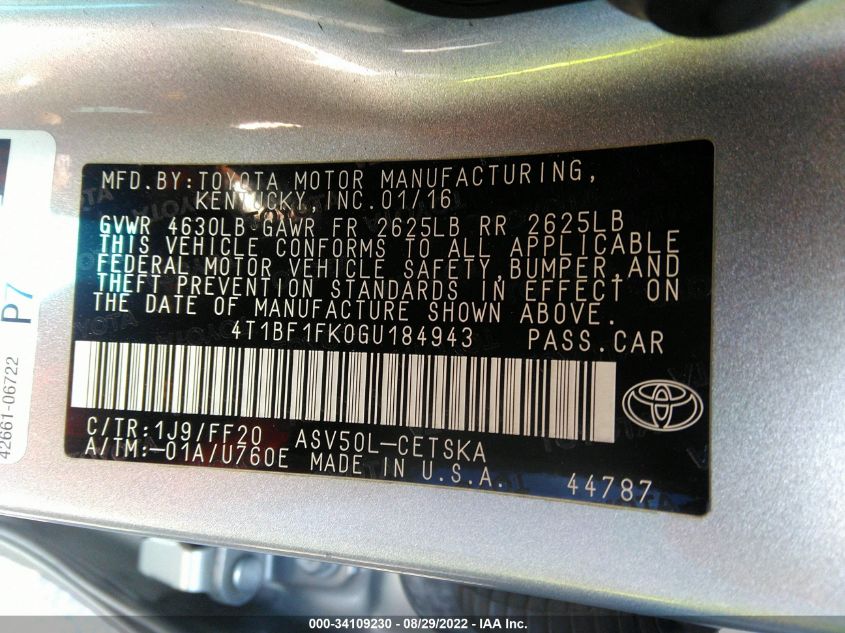 MFD.BY:TOYOTA MOTOR MANUFACTURING,
KENTUCKY, INC.01/16
GVWR 4630LB GAWR FR 2625LB RR 2625LB
THIS VEHICLE CONFORMS TO ALL APPLICABLE
FEDERAL MOTOR VEHICLE SAFETY,BUMPER,AND
THEFT PREVENTION STANDARDS IN EFFECT ON
THE DATE OF MANUFACTURE SHOWN ABOVE.
4T1BF1FK0GU184943 PASS.CAR
C/TR:1J9/FF20 ASV50L-CETSKA
A/TM:-01A/U760E MADE IN U.S.A.
44787
P7
42661-06722
000-34109230 - 08/29/2022 - IAA Inc.